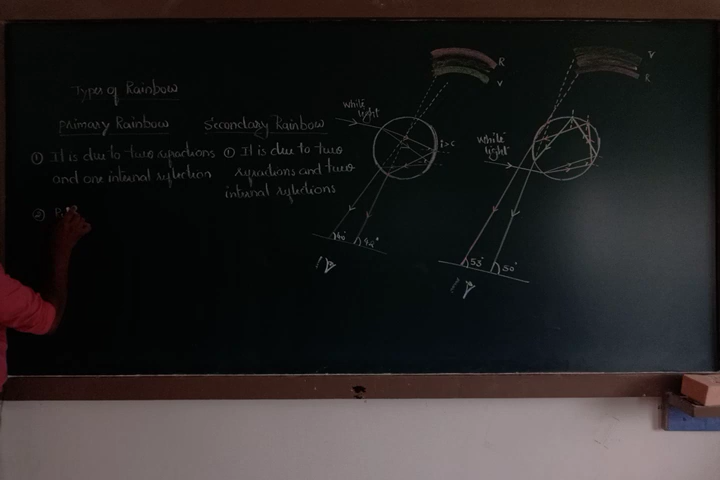 Types of Rainbow
Primary Rainbow
① It is due to two refractions
and one internal reflection
②
Secondary Rainbow
① It is due to two
refractions and two
internal reflections
White
light
i>c
R
V
40°
42°
White
light
V
R
53°
50°